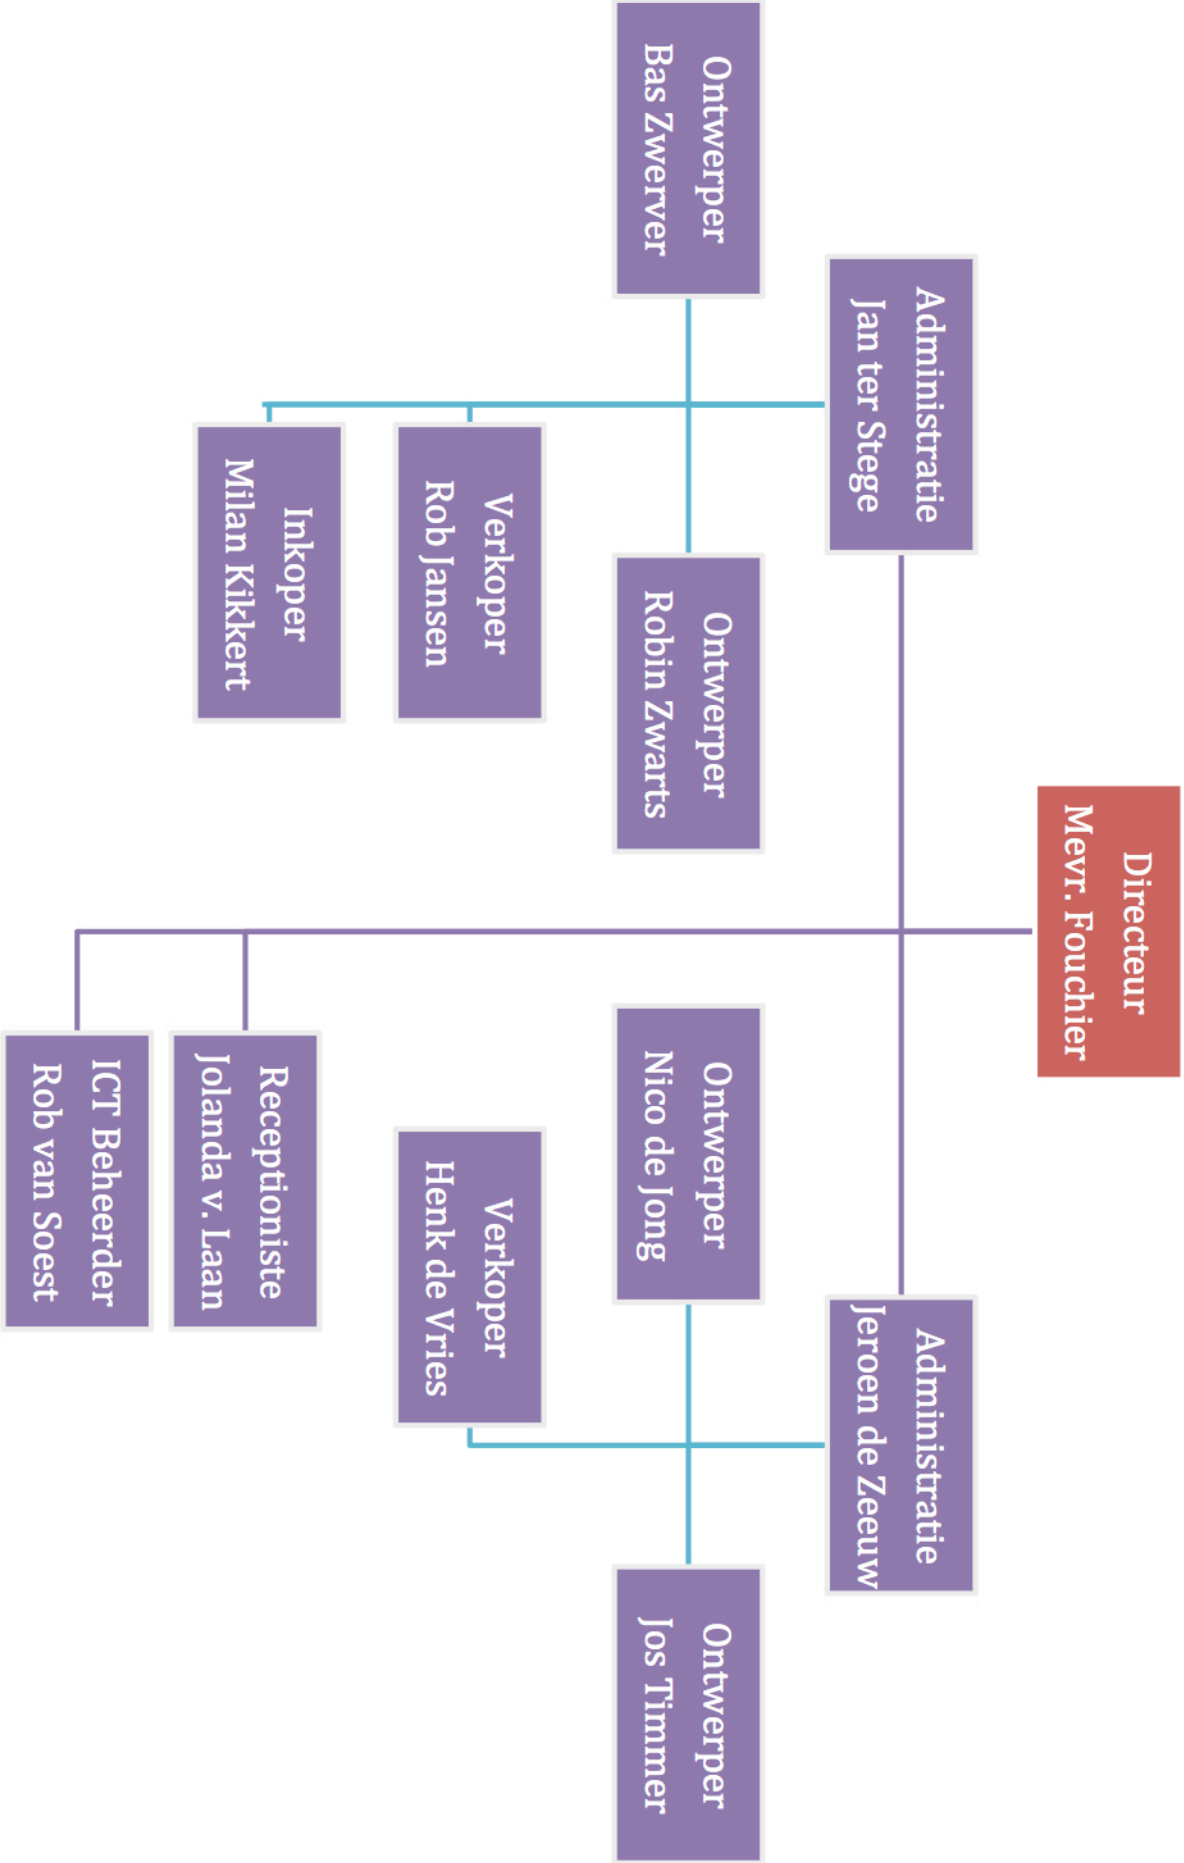 Directeur
Mevr. Fouchier
Administratie
Jan ter Stege
Administratie
Jeroen de Zeeuw
Ontwerper
Bas Zwerver
Ontwerper
Robin Zwarts
Ontwerper
Nico de Jong
Ontwerper
Jos Timmer
Verkoper
Rob Jansen
Verkoper
Henk de Vries
Inkoper
Milan Kikkert
Receptioniste
Jolanda v. Laan
ICT Beheerder
Rob van Soest